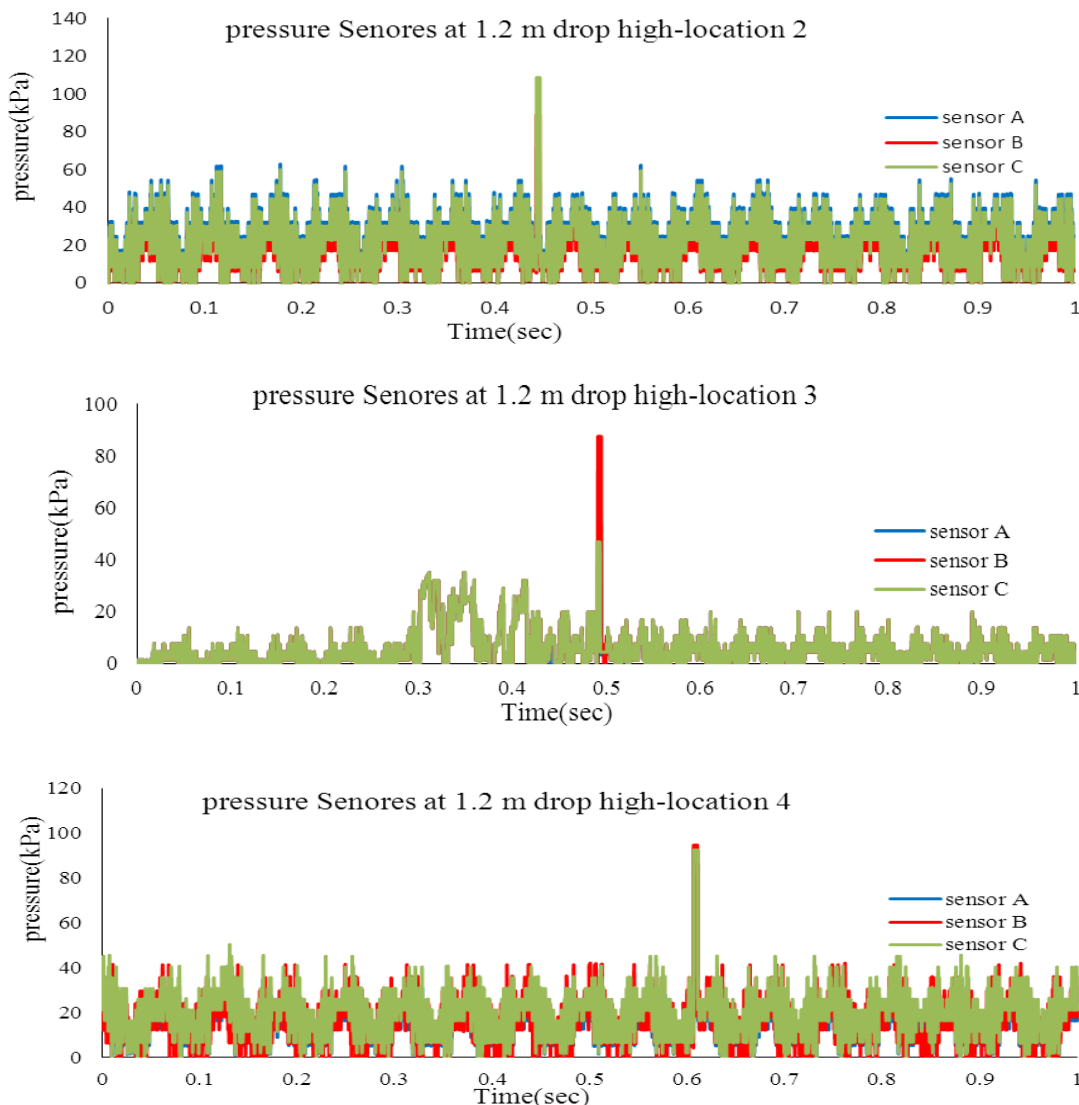 pressure Senores at 1.2 m drop high-location 2
pressure(kPa)
140
120
100
80
60
40
20
0
sensor A
sensor B
sensor C
0 0.1 0.2 0.3 0.4 0.5 0.6 0.7 0.8 0.9 1
Time(sec)
pressure Senores at 1.2 m drop high-location 3
pressure(kPa)
100
80
60
40
20
0
sensor A
sensor B
sensor C
0 0.1 0.2 0.3 0.4 0.5 0.6 0.7 0.8 0.9 1
Time(sec)
pressure Senores at 1.2 m drop high-location 4
pressure(kPa)
120
100
80
60
40
20
0
sensor A
sensor B
sensor C
0 0.1 0.2 0.3 0.4 0.5 0.6 0.7 0.8 0.9 1
Time(sec)